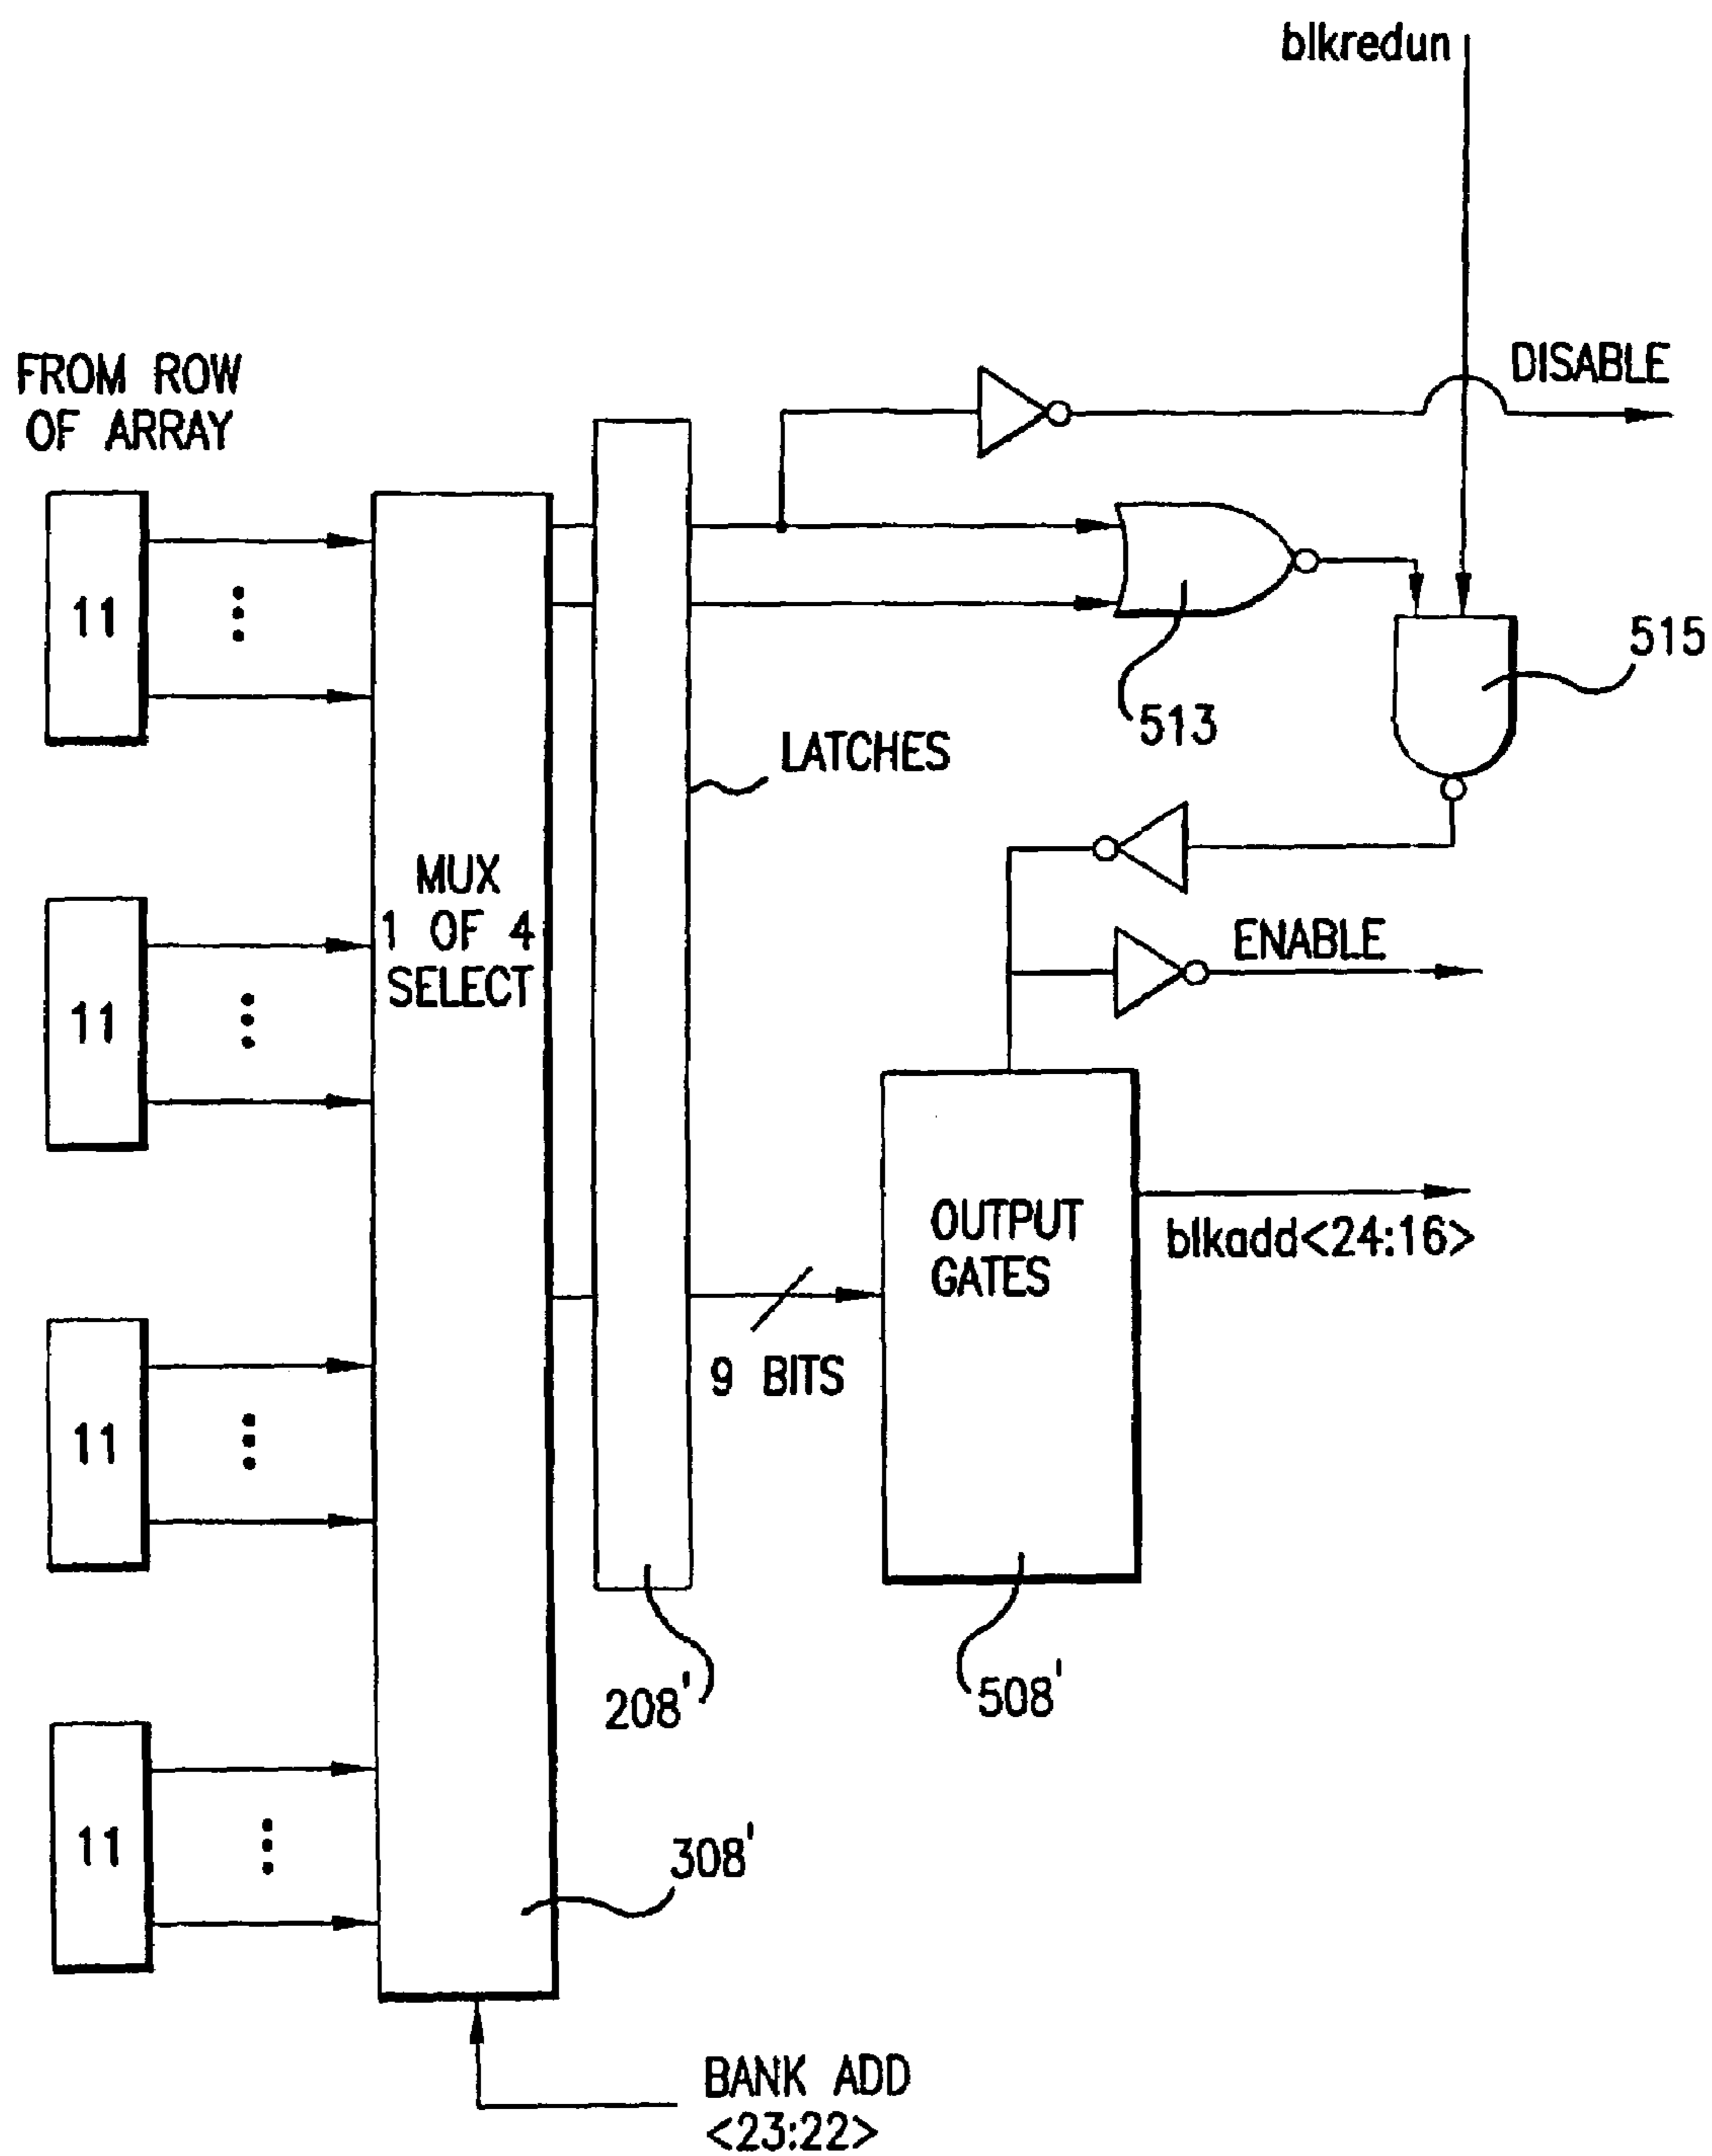 blkredun
DISABLE
FROM ROW
OF ARRAY
11
513
515
LATCHES
MUX
1 OF 4
SELECT
ENABLE
11
OUTPUT
GATES
blkadd<24:16>
9 BITS
11
208'
508'
11
308'
BANK ADD
<23:22>